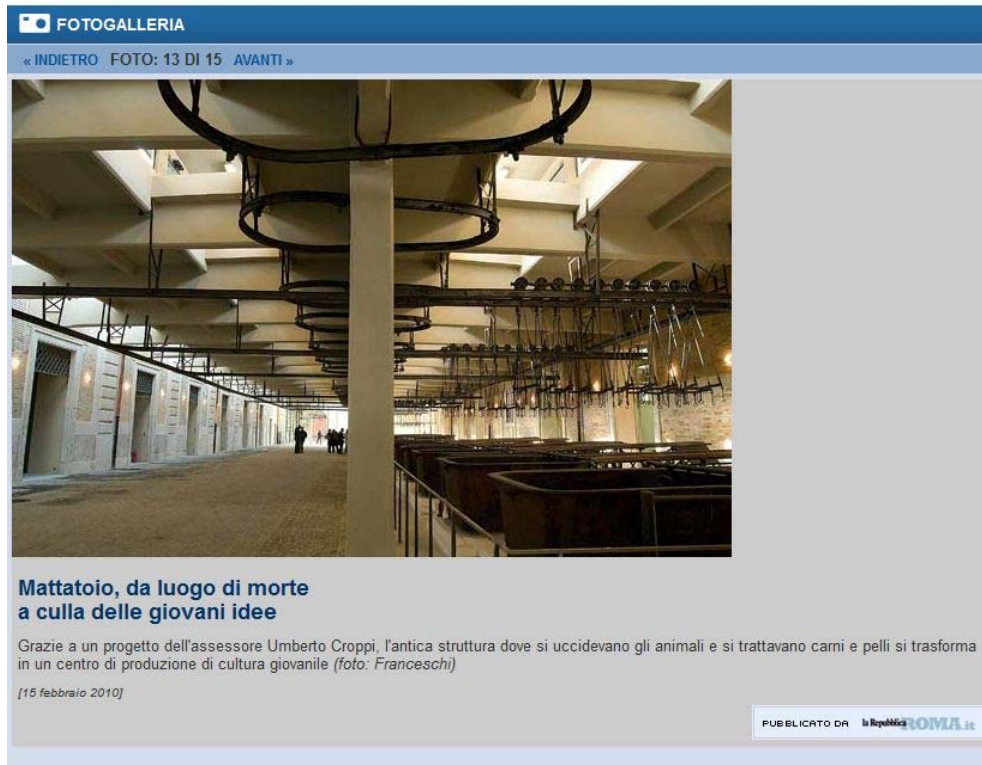 FOTOGALLERIA
« INDIETRO FOTO: 13 DI 15 AVANTI »
Mattatoio, da luogo di morte
a culla delle giovani idee
Grazie a un progetto dell'assessore Umberto Croppi, l'antica struttura dove si uccidevano gli animali e si trattavano carni e pelli si trasforma
in un centro di produzione di cultura giovanile (foto: Franceschi)
[15 febbraio 2010]
PUBBLICATO DA la Repubblica ROMA.it